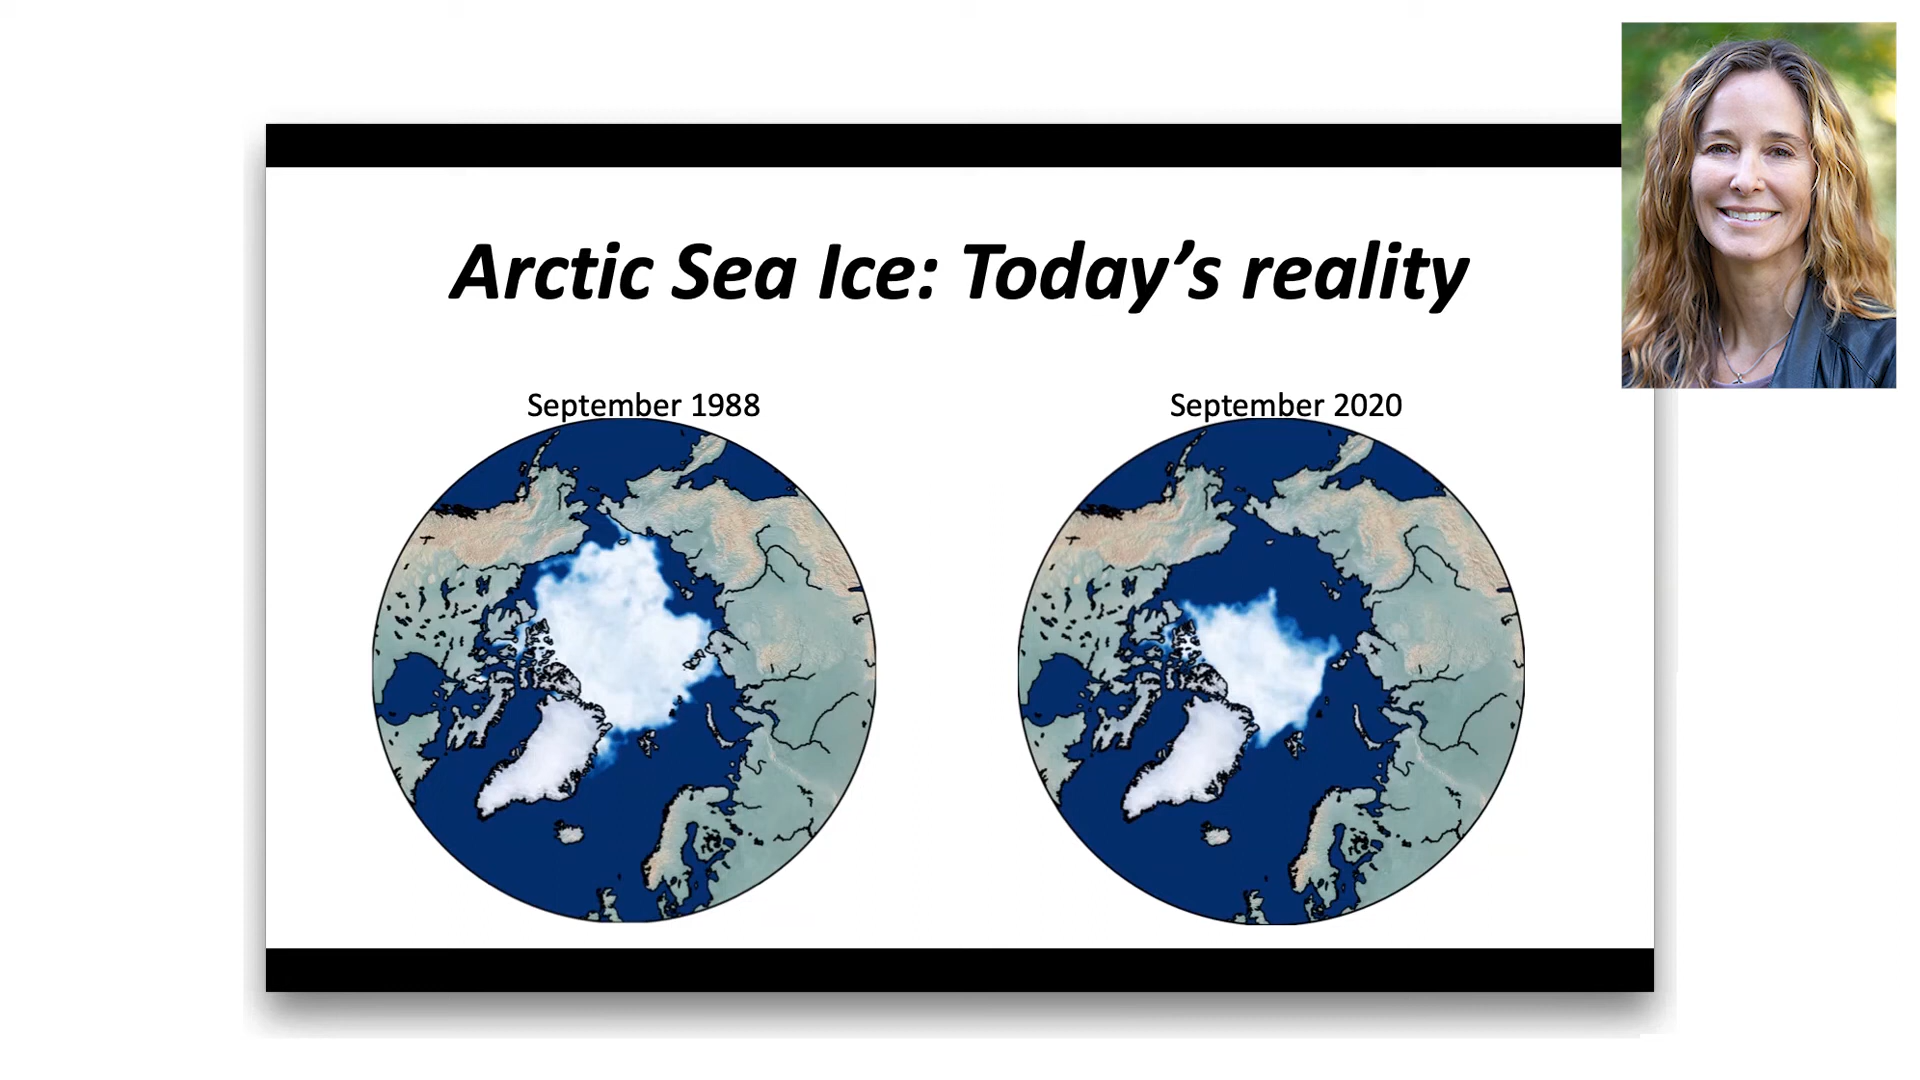 Arctic Sea Ice: Today’s reality
September 1988
September 2020